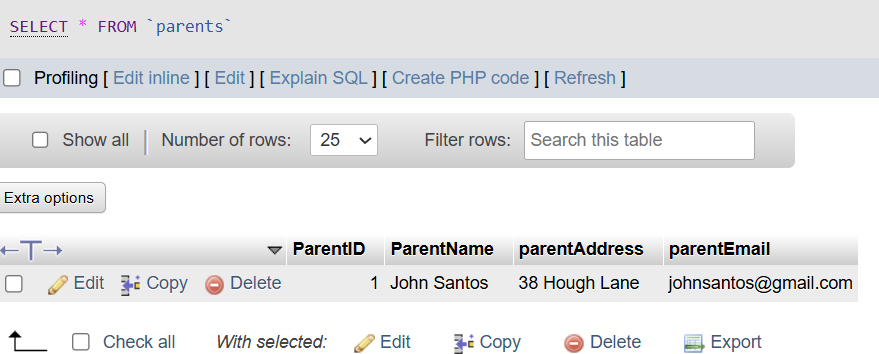 SELECT * FROM `parents`
Profiling [ Edit inline ] [ Edit ] [ Explain SQL ] [ Create PHP code ] [ Refresh ]
Show all | Number of rows: 25 Filter rows: Search this table
Extra options
←T→ ParentID ParentName parentAddress parentEmail
Edit Copy Delete 1 John Santos 38 Hough Lane johnsantos@gmail.com
Check all With selected: Edit Copy Delete Export